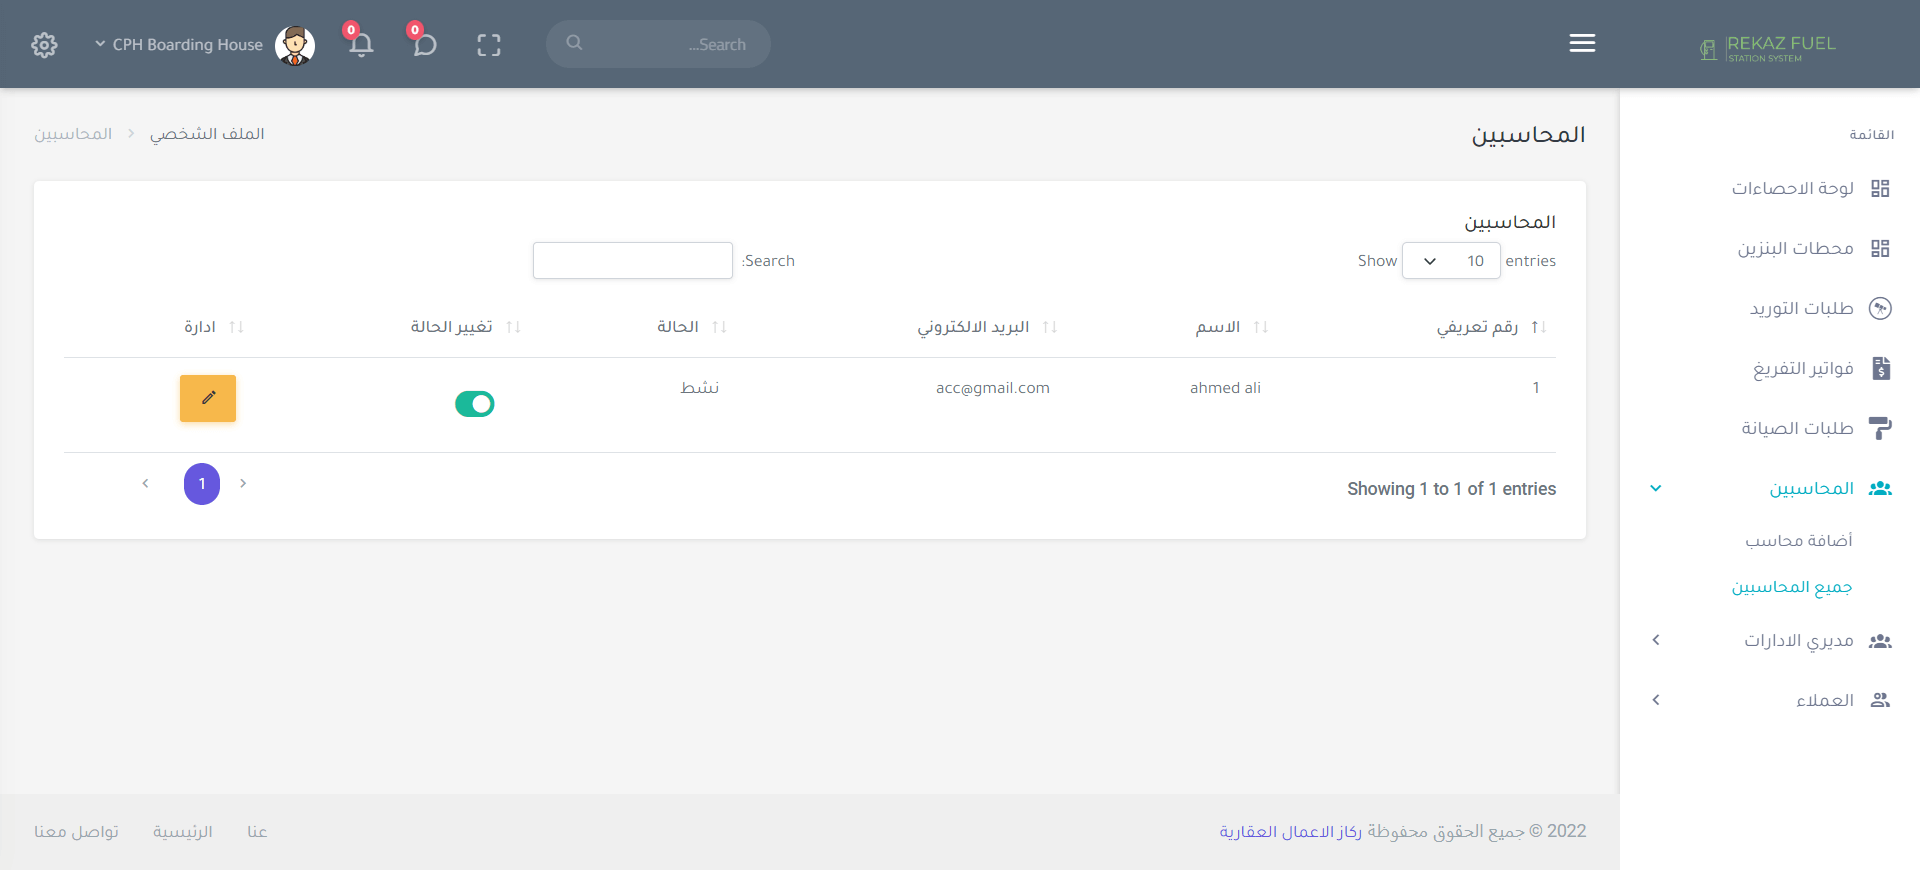 REKAZ FUEL
STATION SYSTEM
Search...
0
0
CPH Boarding House
القائمة
لوحة الاحصاءات
محطات البنزين
طلبات التوريد
فواتير التفريغ
طلبات الصيانة
المحاسبين
أضافة محاسب
جميع المحاسبين
مديري الادارات
العملاء
المحاسبين
الملف الشخصي
المحاسبين
المحاسبين
Show 10 entries
Search:
رقم تعريفي الاسم البريد الالكتروني الحالة تغيير الحالة ادارة
1 ahmed ali acc@gmail.com نشط
Showing 1 to 1 of 1 entries
1
2022 © جميع الحقوق محفوظة ركاز الاعمال العقارية
عنا الرئيسية تواصل معنا